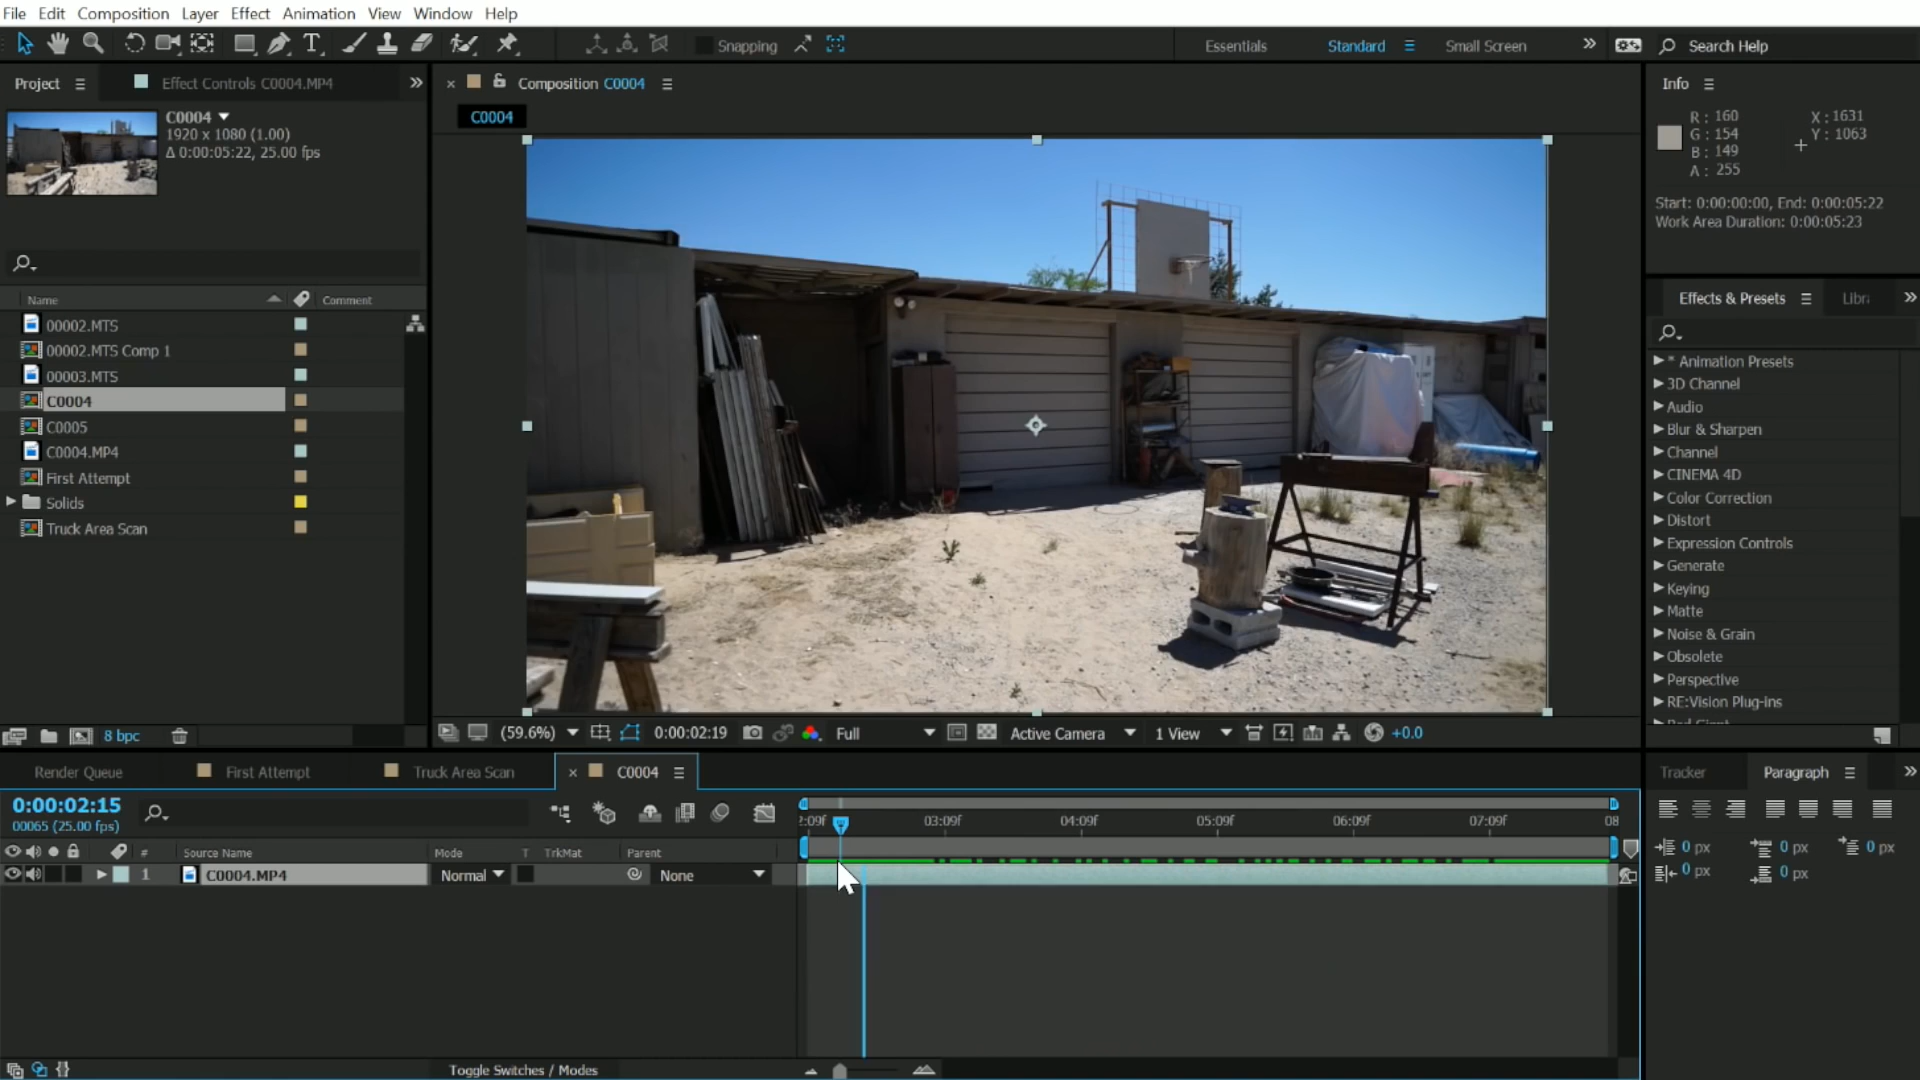 File Edit Composition Layer Effect Animation View Window Help
Snapping
Essentials Standard Small Screen Search Help
Project Effect Controls C0004.MP4
Composition C0004
Info
C0004
1920 x 1080 (1.00)
Δ 0:00:05:22, 25.00 fps
C0004
R: 160
G: 154
B: 149
A: 255
X: 1631
Y: 1063
Start: 0:00:00:00, End: 0:00:05:22
Work Area Duration: 0:00:05:23
Name Comment
00002.MTS
00002.MTS Comp 1
00003.MTS
C0004
C0005
C0004.MP4
First Attempt
Solids
Truck Area Scan
Effects & Presets
* Animation Presets
3D Channel
Audio
Blur & Sharpen
Channel
CINEMA 4D
Color Correction
Distort
Expression Controls
Generate
Keying
Matte
Noise & Grain
Obsolete
Perspective
RE:Vision Plug-ins
8 bpc
(59.6%) 0:00:02:19 Full Active Camera 1 View +0.0
Render Queue First Attempt Truck Area Scan C0004
Tracker Paragraph
0:00:02:15
00065 (25.00 fps)
2:09f 03:09f 04:09f 05:09f 06:09f 07:09f 08
# Source Name Mode T TrkMat Parent
1 C0004.MP4 Normal None
0 px 0 px 0 px
0 px 0 px
Toggle Switches / Modes